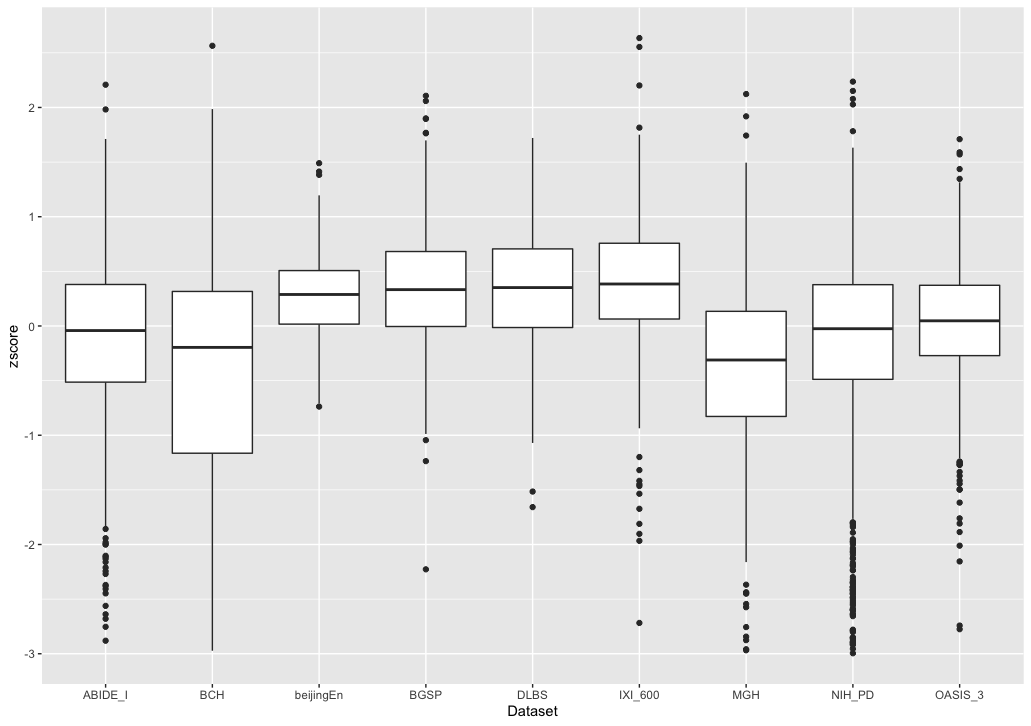 zscore
2
1
0
-1
-2
-3
ABIDE_I BCH beijingEn BGSP DLBS IXI_600 MGH NIH_PD OASIS_3
Dataset